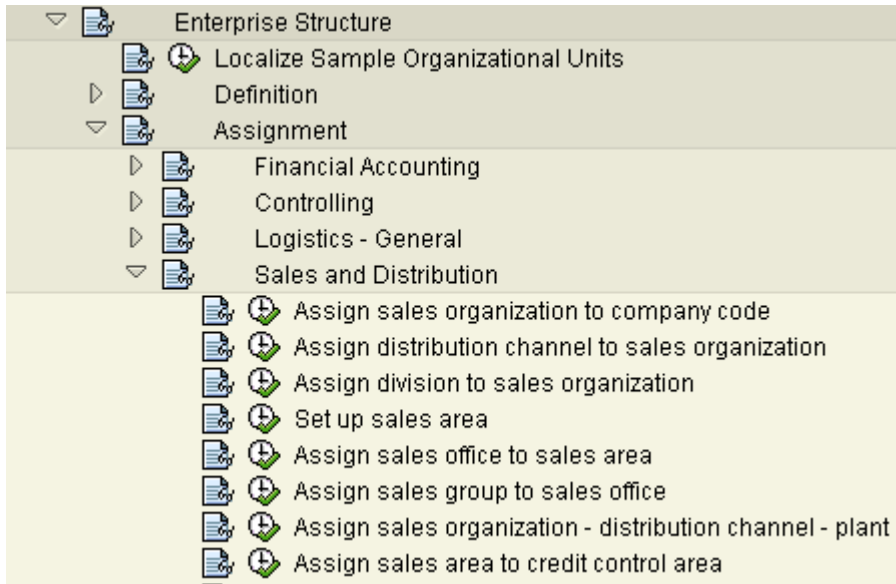 Enterprise Structure
Localize Sample Organizational Units
Definition
Assignment
Financial Accounting
Controlling
Logistics - General
Sales and Distribution
Assign sales organization to company code
Assign distribution channel to sales organization
Assign division to sales organization
Set up sales area
Assign sales office to sales area
Assign sales group to sales office
Assign sales organization - distribution channel - plant
Assign sales area to credit control area